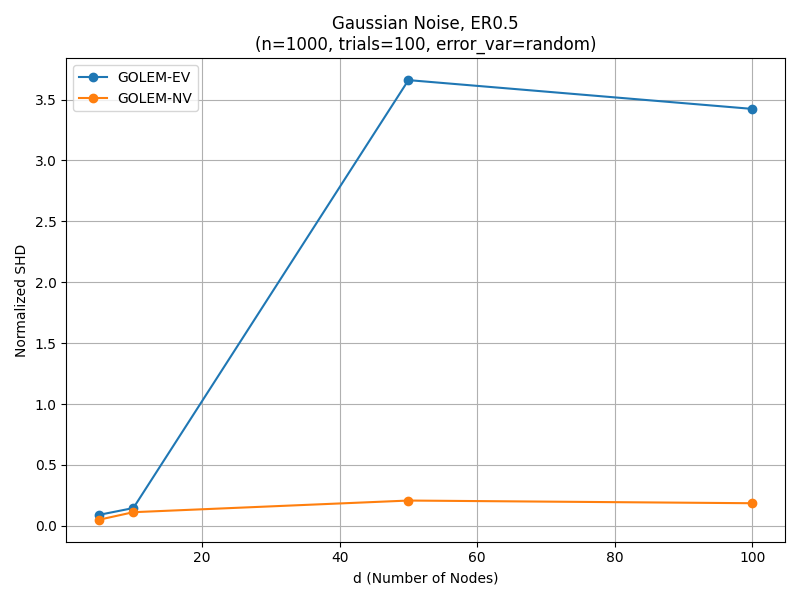 Gaussian Noise, ER0.5
(n=1000, trials=100, error_var=random)
GOLEM-EV
GOLEM-NV
Normalized SHD
3.5
3.0
2.5
2.0
1.5
1.0
0.5
0.0
20 40 60 80 100
d (Number of Nodes)